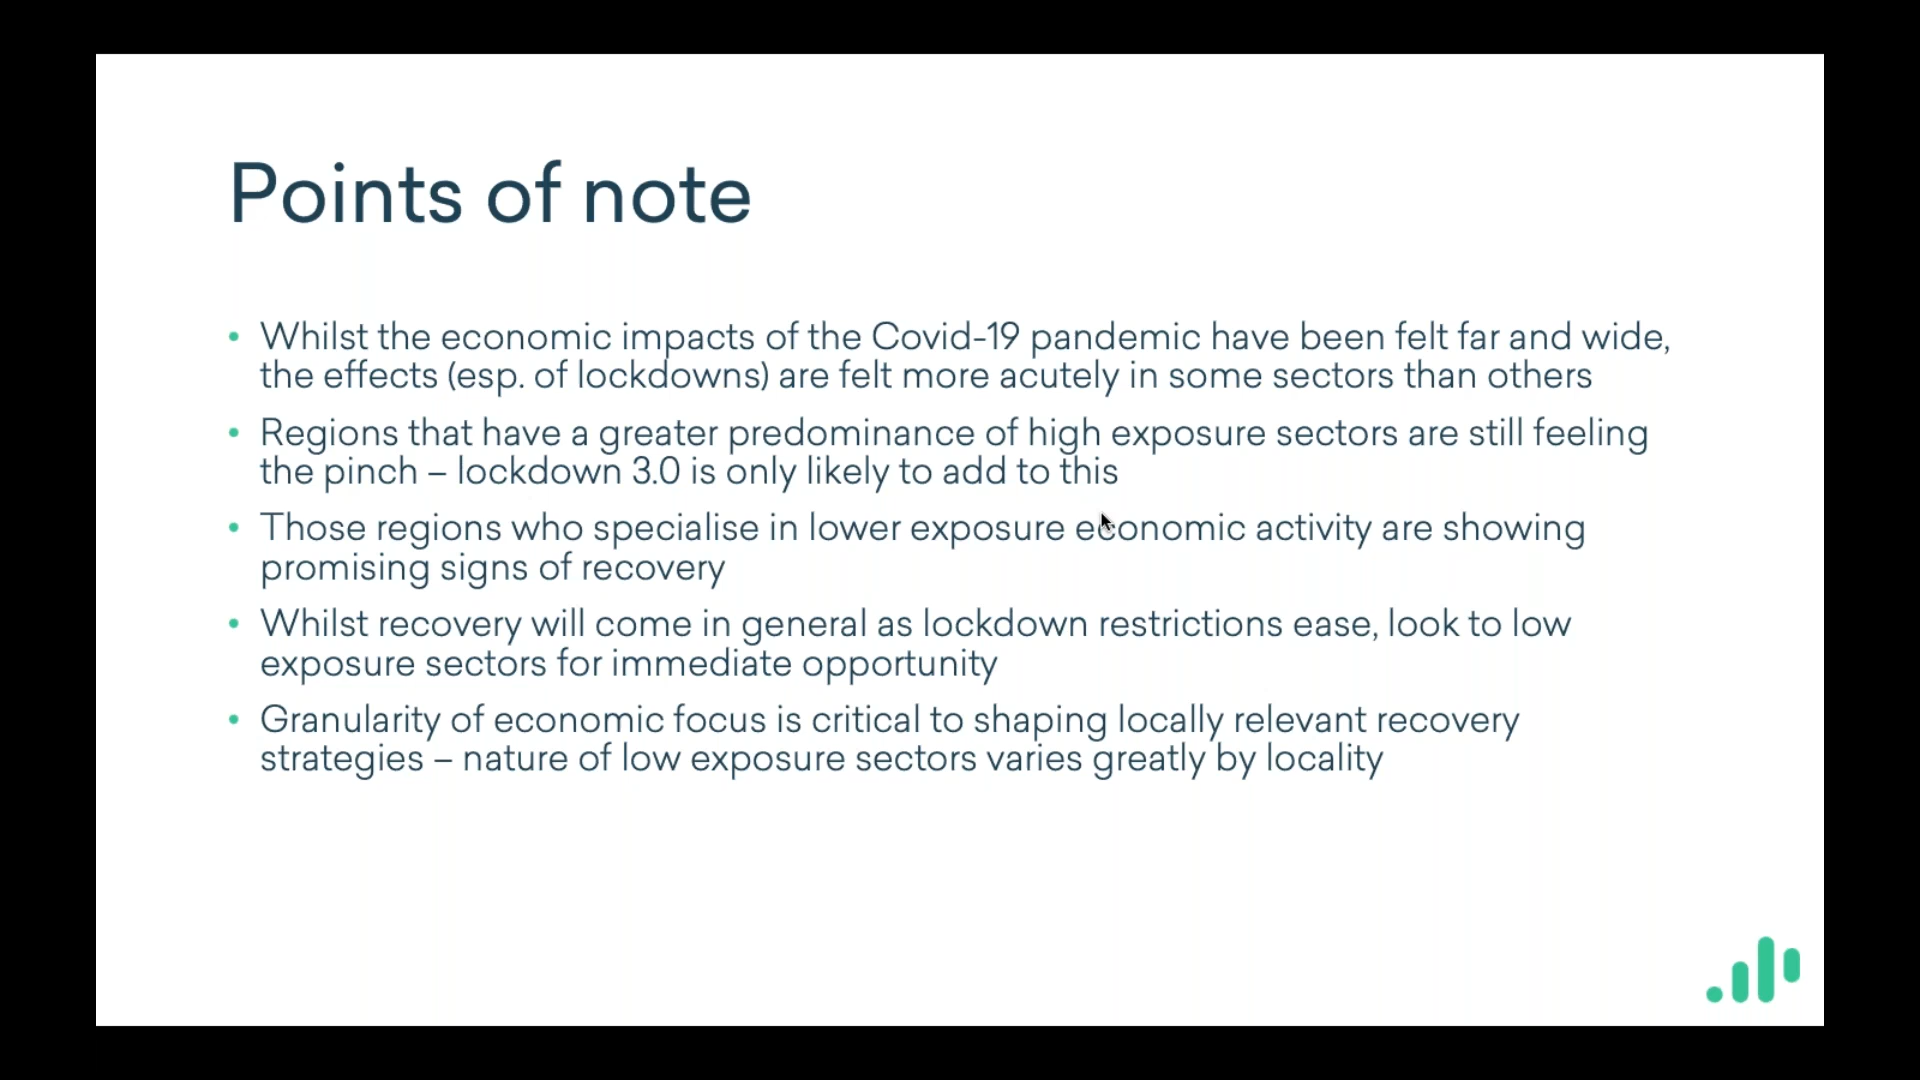 Points of note
• Whilst the economic impacts of the Covid-19 pandemic have been felt far and wide,
the effects (esp. of lockdowns) are felt more acutely in some sectors than others
• Regions that have a greater predominance of high exposure sectors are still feeling
the pinch – lockdown 3.0 is only likely to add to this
• Those regions who specialise in lower exposure economic activity are showing
promising signs of recovery
• Whilst recovery will come in general as lockdown restrictions ease, look to low
exposure sectors for immediate opportunity
• Granularity of economic focus is critical to shaping locally relevant recovery
strategies – nature of low exposure sectors varies greatly by locality